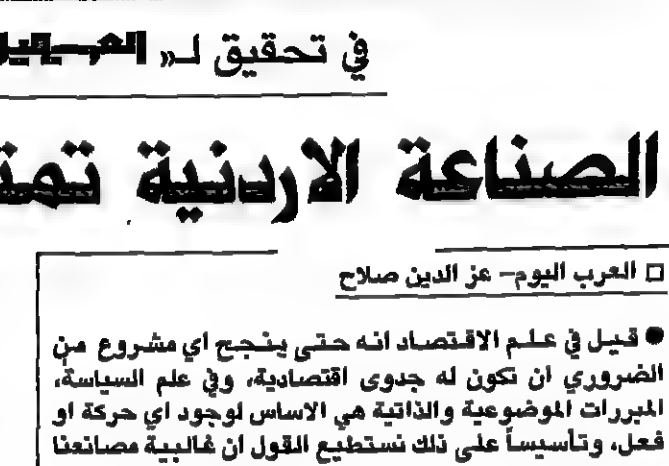 في تحقيق لـ«
الصناعة الاردنية تمتـ
□ العرب اليوم– عز الدين صلاح
● قيل في علم الاقتصاد انه حتى ينجح اي مشروع من
الضروري ان تكون له جدوى اقتصادية، وفي علم السياسة،
المبررات الموضوعية والذاتية هي الاساس لوجود اي حركة او
فعل، وتأسيساً على ذلك نستطيع القول ان غالبية مصانعنا